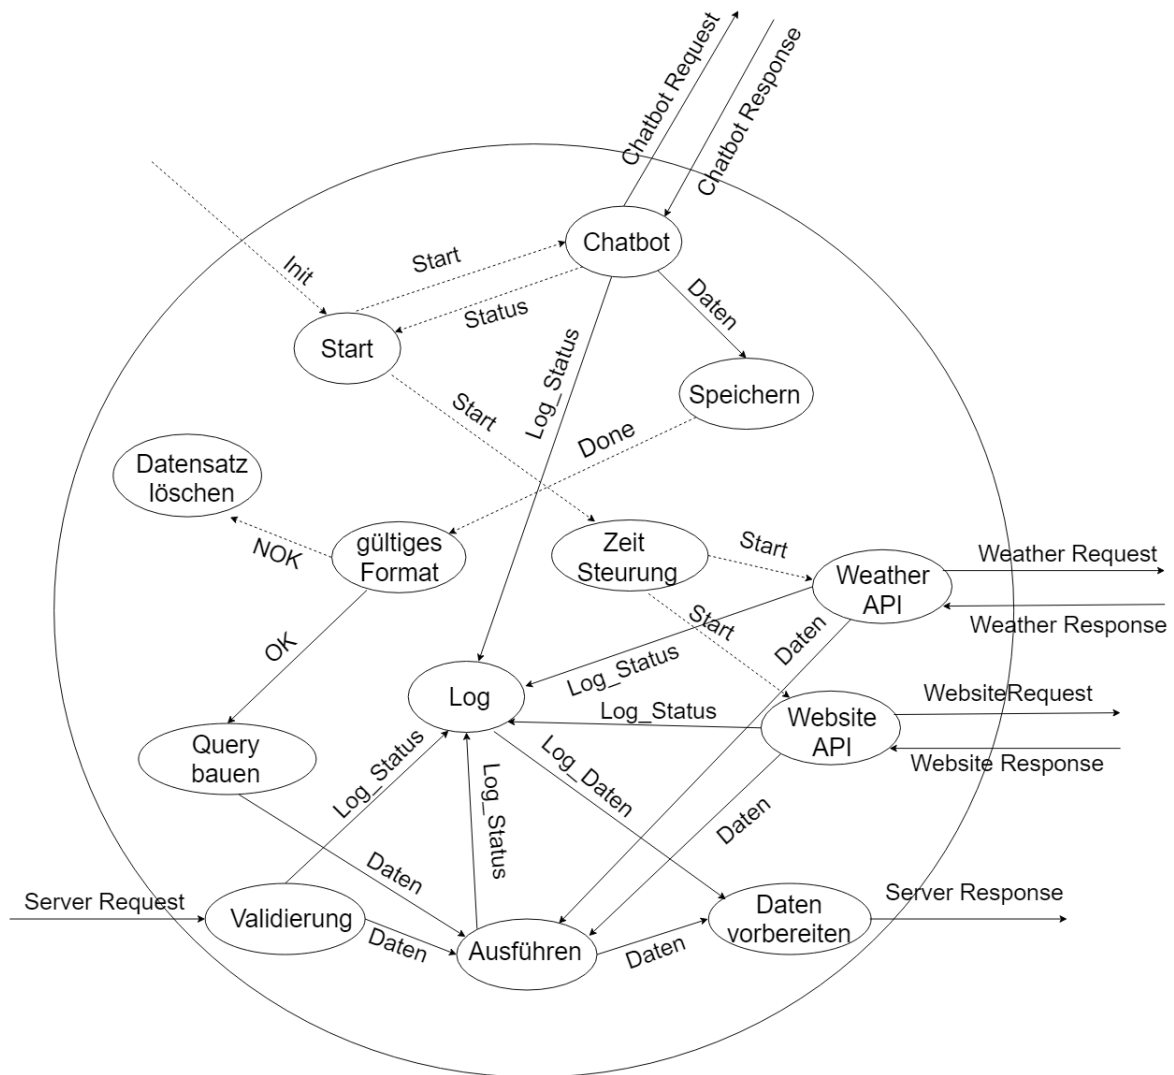 Chatbot Request
Chatbot Response
Chatbot
Init
Start
Status
Daten
Start
Log_Status
Speichern
Start
Done
Datensatz
löschen
NOK
gültiges
Format
Zeit
Steurung
Start
Weather
API
Weather Request
Weather Response
OK
Start
Daten
Log_Status
Log
Log_Status
Website
API
WebsiteRequest
Website Response
Query
bauen
Log_Status
Log_Status
Log_Daten
Daten
Daten
Server Request
Validierung
Daten
Ausführen
Daten
Daten
vorbereiten
Server Response